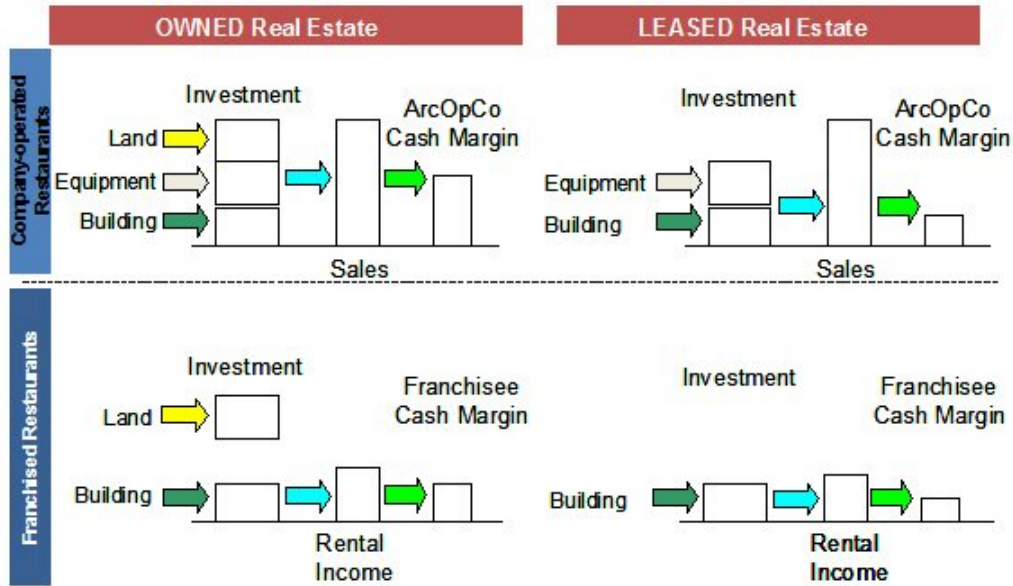 OWNED Real Estate
LEASED Real Estate
Company-operated
Restaurants
Investment
ArcOpCo
Cash Margin
Land
Equipment
Building
Sales
Investment
ArcOpCo
Cash Margin
Equipment
Building
Sales
Franchised Restaurants
Investment
Franchisee
Cash Margin
Land
Building
Rental
Income
Investment
Franchisee
Cash Margin
Building
Rental
Income